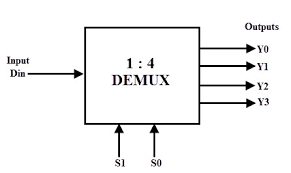 Outputs
Input
Din
1 : 4
DEMUX
Y0
Y1
Y2
Y3
S1 S0